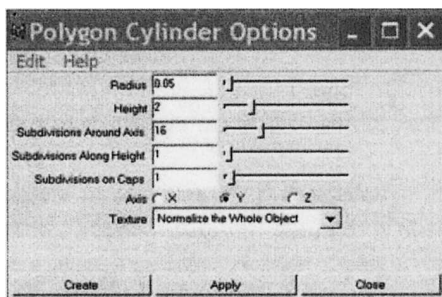 Polygon Cylinder Options
Edit Help
Radius 0.05
Height 2
Subdivisions Around Axis 16
Subdivisions Along Height 1
Subdivisions on Caps 1
Axis X Y Z
Texture Normalize the Whole Object
Create Apply Close